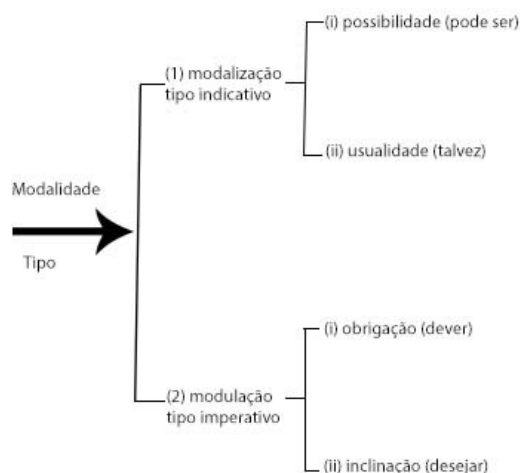 (i) possibilidade (pode ser)
(1) modalização
tipo indicativo
(ii) usualidade (talvez)
Modalidade
Tipo
(i) obrigação (dever)
(2) modulação
tipo imperativo
(ii) inclinação (desejar)